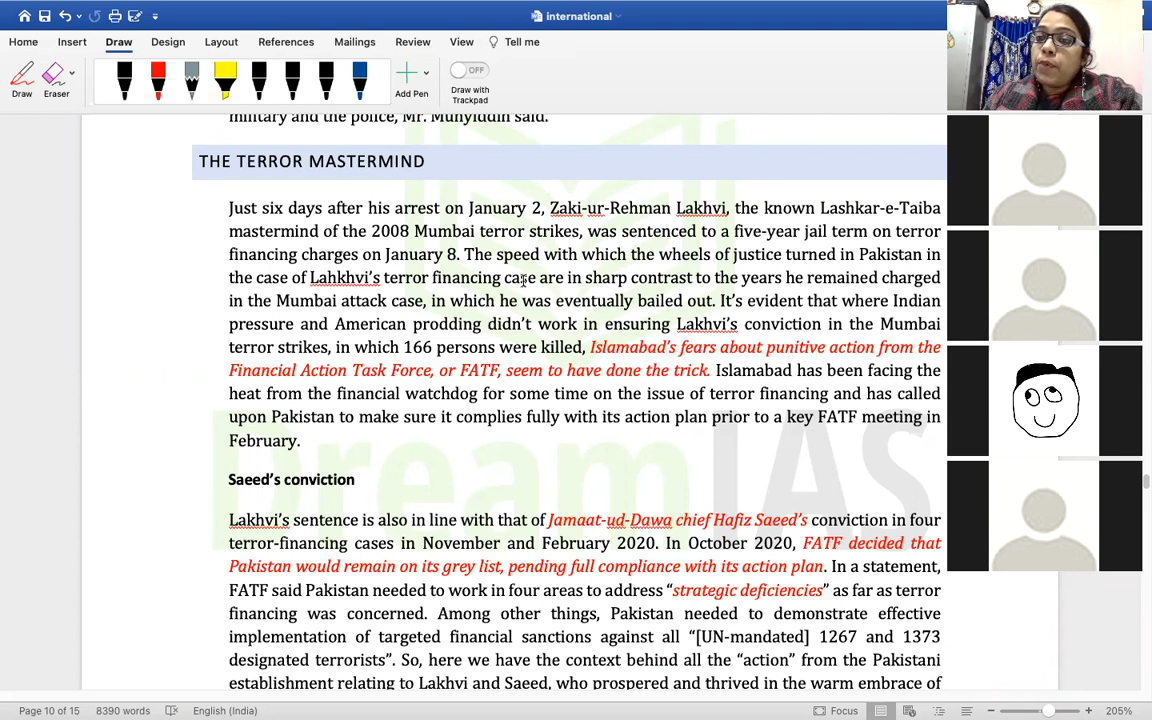 international
Home Insert Draw Design Layout References Mailings Review View Tell me
OFF
Draw Eraser Add Pen Draw with
Trackpad
military and the police, Mr. Muhyiddin said.
THE TERROR MASTERMIND
Just six days after his arrest on January 2, Zaki-ur-Rehman Lakhvi, the known Lashkar-e-Taiba
mastermind of the 2008 Mumbai terror strikes, was sentenced to a five-year jail term on terror
financing charges on January 8. The speed with which the wheels of justice turned in Pakistan in
the case of Lahkhvi's terror financing case are in sharp contrast to the years he remained charged
in the Mumbai attack case, in which he was eventually bailed out. It's evident that where Indian
pressure and American prodding didn't work in ensuring Lakhvi's conviction in the Mumbai
terror strikes, in which 166 persons were killed, Islamabad's fears about punitive action from the
Financial Action Task Force, or FATF, seem to have done the trick. Islamabad has been facing the
heat from the financial watchdog for some time on the issue of terror financing and has called
upon Pakistan to make sure it complies fully with its action plan prior to a key FATF meeting in
February.
Saeed's conviction
Lakhvi's sentence is also in line with that of Jamaat-ud-Dawa chief Hafiz Saeed's conviction in four
terror-financing cases in November and February 2020. In October 2020, FATF decided that
Pakistan would remain on its grey list, pending full compliance with its action plan. In a statement,
FATF said Pakistan needed to work in four areas to address “strategic deficiencies” as far as terror
financing was concerned. Among other things, Pakistan needed to demonstrate effective
implementation of targeted financial sanctions against all “[UN-mandated] 1267 and 1373
designated terrorists”. So, here we have the context behind all the “action” from the Pakistani
establishment relating to Lakhvi and Saeed, who prospered and thrived in the warm embrace of
DreamIAS
Page 10 of 15 8390 words English (India) Focus 205%